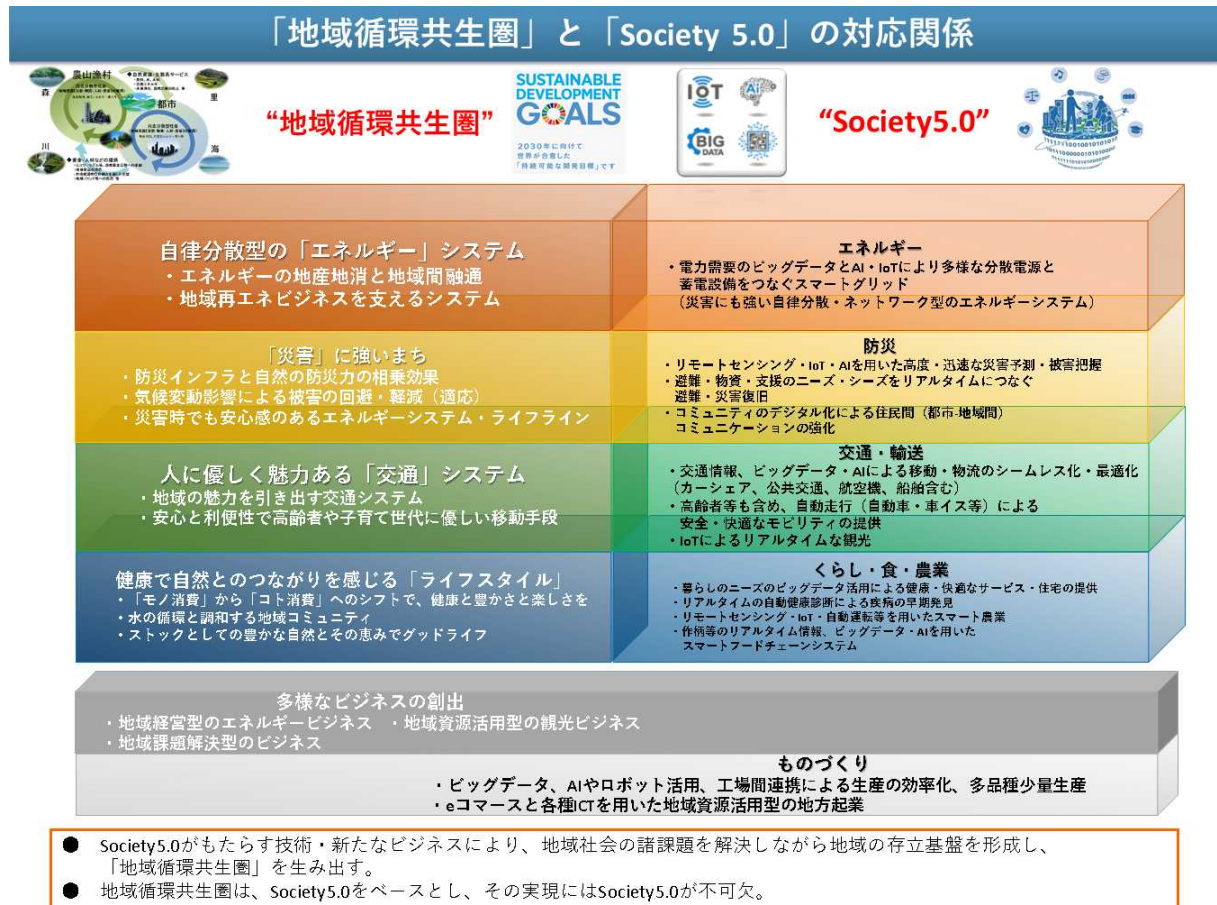 「地域循環共生圏」と「Society 5.0」の対応関係
農山漁村
森
里
都市
川
海
“地域循環共生圏”
SUSTAINABLE
DEVELOPMENT
GOALS
2030年に向けて
世界が合意した
「持続可能な開発目標」です
IoT
AI
BIG
DATA
“Society5.0”
自律分散型の「エネルギー」システム
・エネルギーの地産地消と地域間融通
・地域再エネビジネスを支えるシステム
エネルギー
・電力需要のビッグデータとAI・IoTにより多様な分散電源と
蓄電設備をつなぐスマートグリッド
（災害にも強い自律分散・ネットワーク型のエネルギーシステム）
「災害」に強いまち
・防災インフラと自然の防災力の相乗効果
・気候変動影響による被害の回避・軽減（適応）
・災害時でも安心感のあるエネルギーシステム・ライフライン
防災
・リモートセンシング・IoT・AIを用いた高度・迅速な災害予測・被害把握
・避難・物資・支援のニーズ・シーズをリアルタイムにつなぐ
避難・災害復旧
・コミュニティのデジタル化による住民間（都市-地域間）
コミュニケーションの強化
人に優しく魅力ある「交通」システム
・地域の魅力を引き出す交通システム
・安心と利便性で高齢者や子育て世代に優しい移動手段
交通・輸送
・交通情報、ビッグデータ・AIによる移動・物流のシームレス化・最適化
（カーシェア、公共交通、航空機、船舶含む）
・高齢者等も含め、自動走行（自動車・車イス等）による
安全・快適なモビリティの提供
・IoTによるリアルタイムな観光
健康で自然とのつながりを感じる「ライフスタイル」
・「モノ消費」から「コト消費」へのシフトで、健康と豊かさと楽しさを
・水の循環と調和する地域コミュニティ
・ストックとしての豊かな自然とその恵みでグッドライフ
くらし・食・農業
・暮らしのニーズのビッグデータ活用による健康・快適なサービス・住宅の提供
・リアルタイムの自動健康診断による疾病の早期発見
・リモートセンシング・IoT・自動運転等を用いたスマート農業
・作柄等のリアルタイム情報、ビッグデータ・AIを用いた
スマートフードチェーンシステム
多様なビジネスの創出
・地域経営型のエネルギービジネス　・地域資源活用型の観光ビジネス
・地域課題解決型のビジネス
ものづくり
・ビッグデータ、AIやロボット活用、工場間連携による生産の効率化、多品種少量生産
・eコマースと各種ICTを用いた地域資源活用型の地方起業
● Society5.0がもたらす技術・新たなビジネスにより、地域社会の諸課題を解決しながら地域の存立基盤を形成し、
「地域循環共生圏」を生み出す。
● 地域循環共生圏は、Society5.0をベースとし、その実現にはSociety5.0が不可欠。